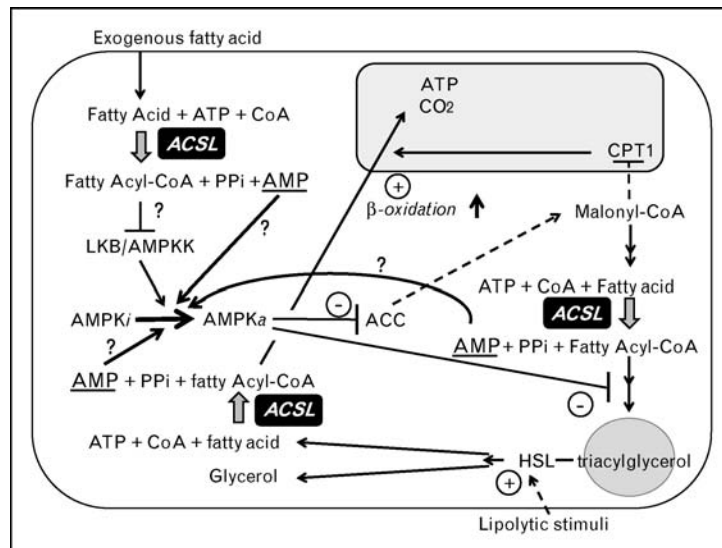 Exogenous fatty acid
Fatty Acid + ATP + CoA
ACSL
Fatty Acyl-CoA + PPi + AMP
?
?
LKB/AMPKK
AMPKi
AMPKa
?
AMP + PPi + fatty Acyl-CoA
ACSL
ATP + CoA + fatty acid
Glycerol
ATP
CO2
CPT1
+
β-oxidation
Malonyl-CoA
?
-
ACC
ATP + CoA + Fatty acid
ACSL
AMP + PPi + Fatty Acyl-CoA
-
HSL
triacylglycerol
+
Lipolytic stimuli